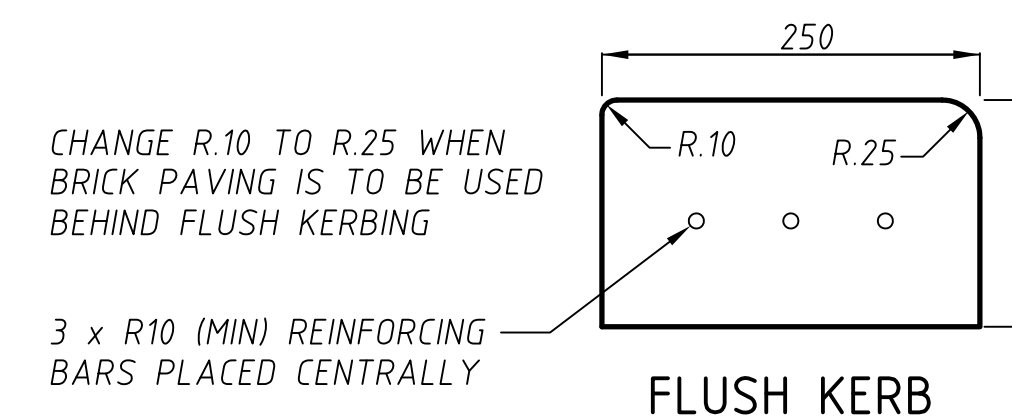 250
CHANGE R.10 TO R.25 WHEN
BRICK PAVING IS TO BE USED
BEHIND FLUSH KERBING
R.10
R.25
3 x R10 (MIN) REINFORCING
BARS PLACED CENTRALLY
FLUSH KERB